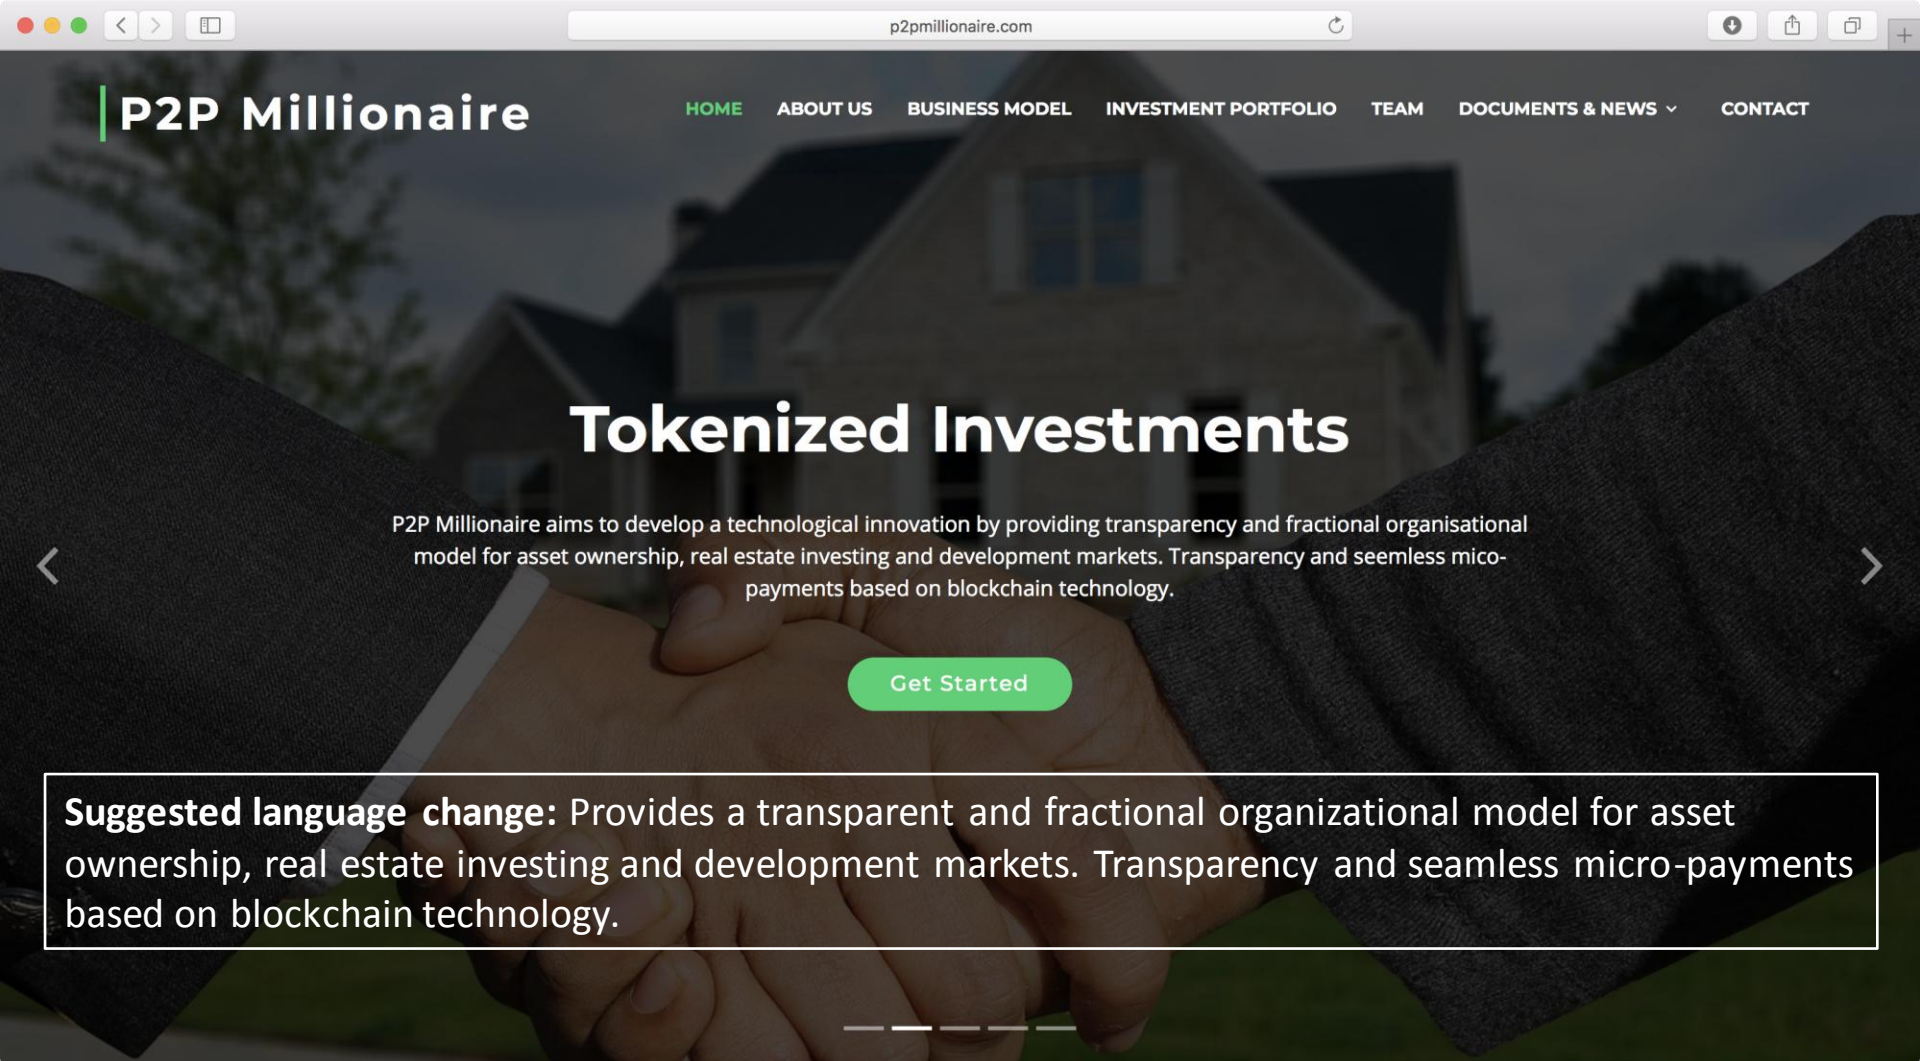 p2pmillionaire.com
P2P Millionaire
HOME ABOUT US BUSINESS MODEL INVESTMENT PORTFOLIO TEAM DOCUMENTS & NEWS CONTACT
Tokenized Investments
P2P Millionaire aims to develop a technological innovation by providing transparency and fractional organisational
model for asset ownership, real estate investing and development markets. Transparency and seemless mico-
payments based on blockchain technology.
Get Started
Suggested language change: Provides a transparent and fractional organizational model for asset
ownership, real estate investing and development markets. Transparency and seamless micro-payments
based on blockchain technology.